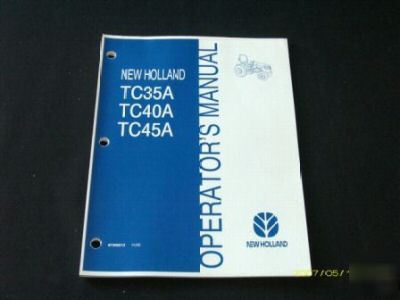 NEW HOLLAND
TC35A
TC40A
TC45A
OPERATOR'S MANUAL
NEW HOLLAND